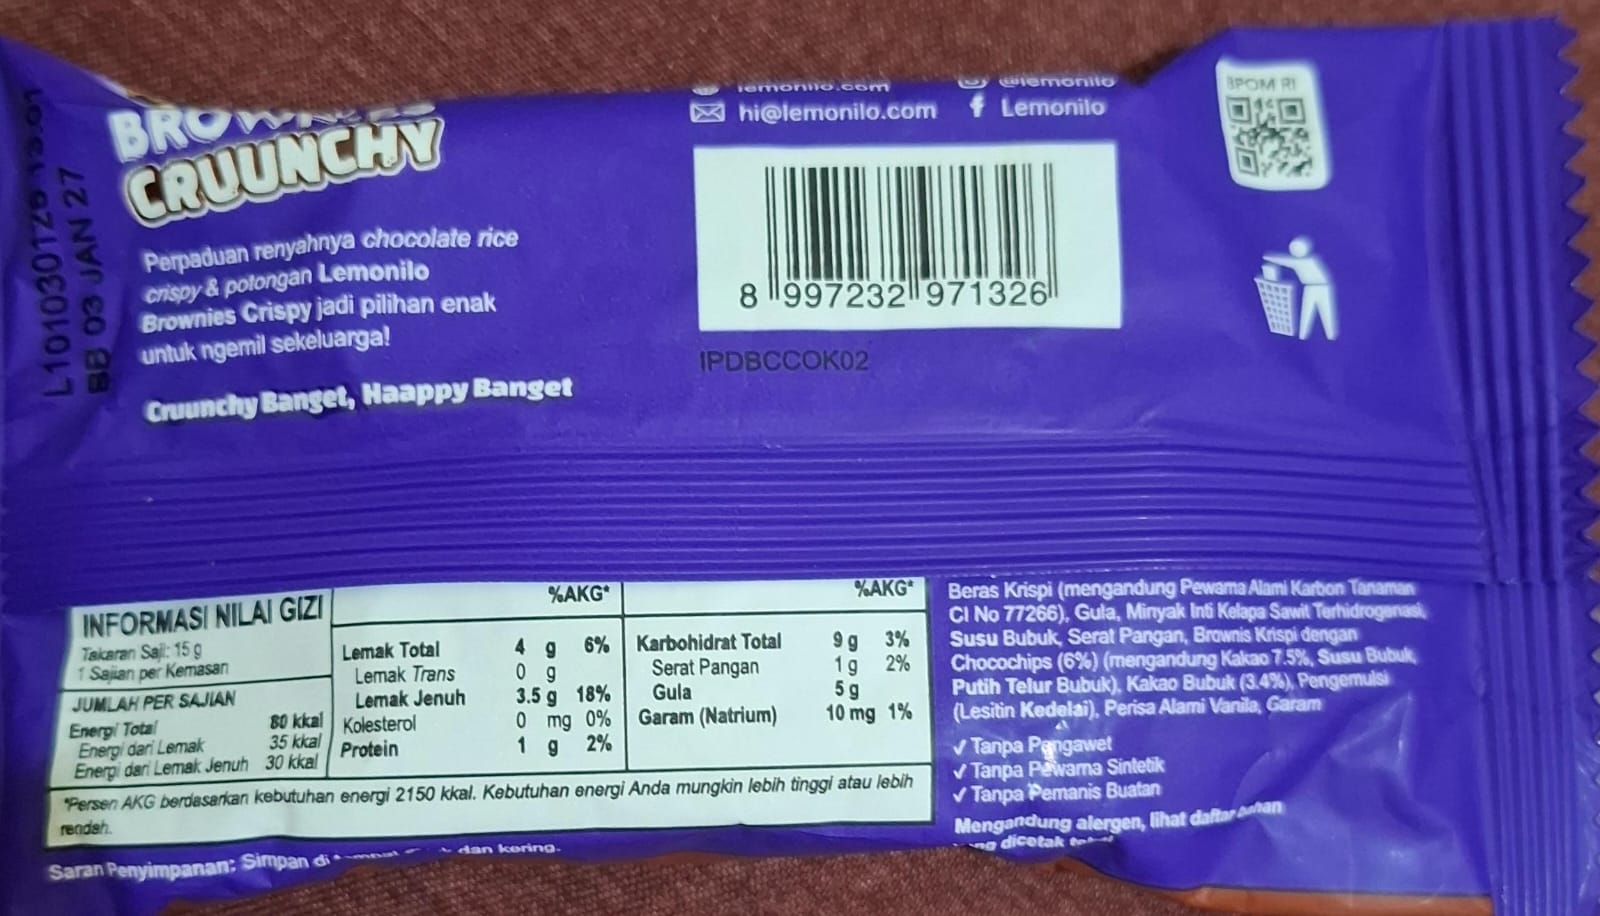 L101030126 13:01
BB 03 JAN 27
BROWNIES
CRUUNCHY
Perpaduan renyahnya chocolate rice
crispy & potongan Lemonilo
Brownies Crispy jadi pilihan enak
untuk ngemil sekeluarga!
Cruunchy Banget, Haappy Banget
lemonilo.com @lemonilo
hi@lemonilo.com Lemonilo
8 997232 971326
IPDBCCOK02
BPOM RI
INFORMASI NILAI GIZI
Takaran Saji: 15 g
1 Sajian per Kemasan
JUMLAH PER SAJIAN
Energi Total 80 kkal
Energi dari Lemak 35 kkal
Energi dari Lemak Jenuh 30 kkal
%AKG*
Lemak Total 4 g 6%
Lemak Trans 0 g
Lemak Jenuh 3.5 g 18%
Kolesterol 0 mg 0%
Protein 1 g 2%
%AKG*
Karbohidrat Total 9 g 3%
Serat Pangan 1 g 2%
Gula 5 g
Garam (Natrium) 10 mg 1%
*Persen AKG berdasarkan kebutuhan energi 2150 kkal. Kebutuhan energi Anda mungkin lebih tinggi atau lebih
rendah.
Saran Penyimpanan: Simpan di dan kering.
Beras Krispi (mengandung Pewarna Alami Karbon Tanaman
CI No 77266), Gula, Minyak Inti Kelapa Sawit Terhidrogenasi,
Susu Bubuk, Serat Pangan, Brownis Krispi dengan
Chocochips (6%) (mengandung Kakao 7.5%, Susu Bubuk,
Putih Telur Bubuk), Kakao Bubuk (3.4%), Pengemulsi
(Lesitin Kedelai), Perisa Alami Vanila, Garam
✓ Tanpa Pengawet
✓ Tanpa Pewarna Sintetik
✓ Tanpa Pemanis Buatan
Mengandung alergen, lihat daftar bahan
yang dicetak